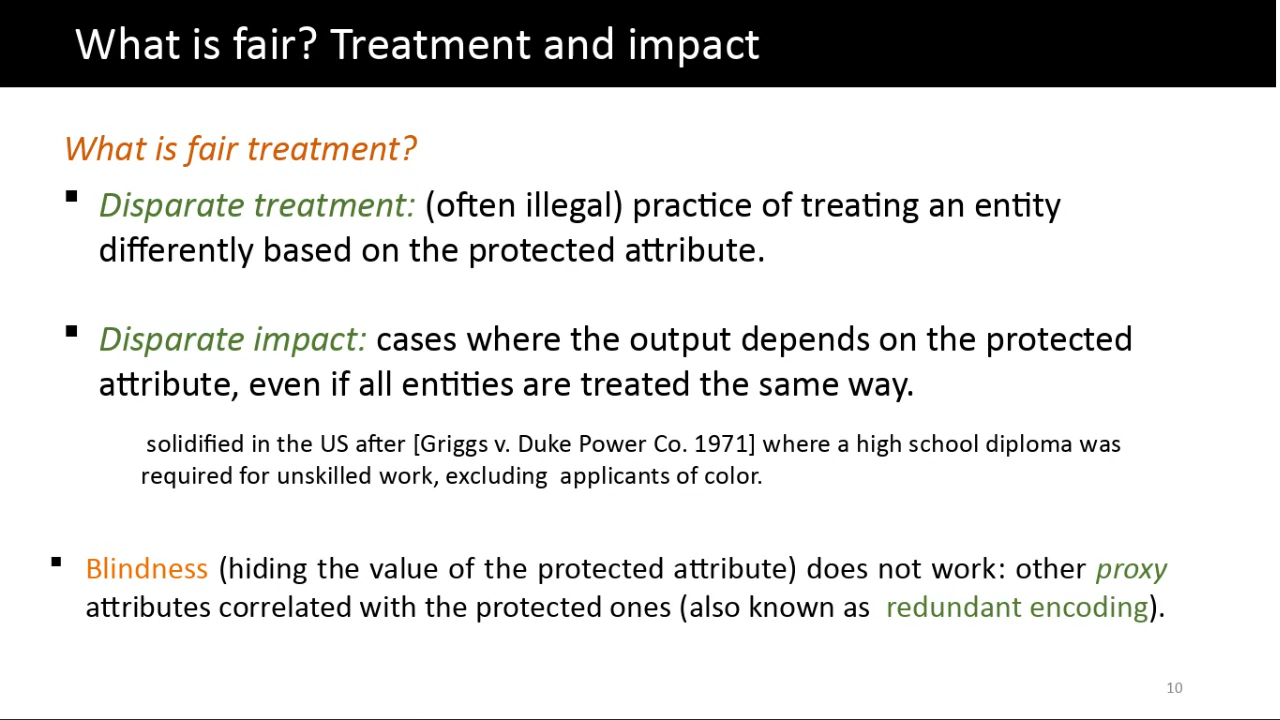 What is fair? Treatment and impact
What is fair treatment?
▪ Disparate treatment: (often illegal) practice of treating an entity
differently based on the protected attribute.
▪ Disparate impact: cases where the output depends on the protected
attribute, even if all entities are treated the same way.
solidified in the US after [Griggs v. Duke Power Co. 1971] where a high school diploma was
required for unskilled work, excluding applicants of color.
▪ Blindness (hiding the value of the protected attribute) does not work: other proxy
attributes correlated with the protected ones (also known as redundant encoding).
10